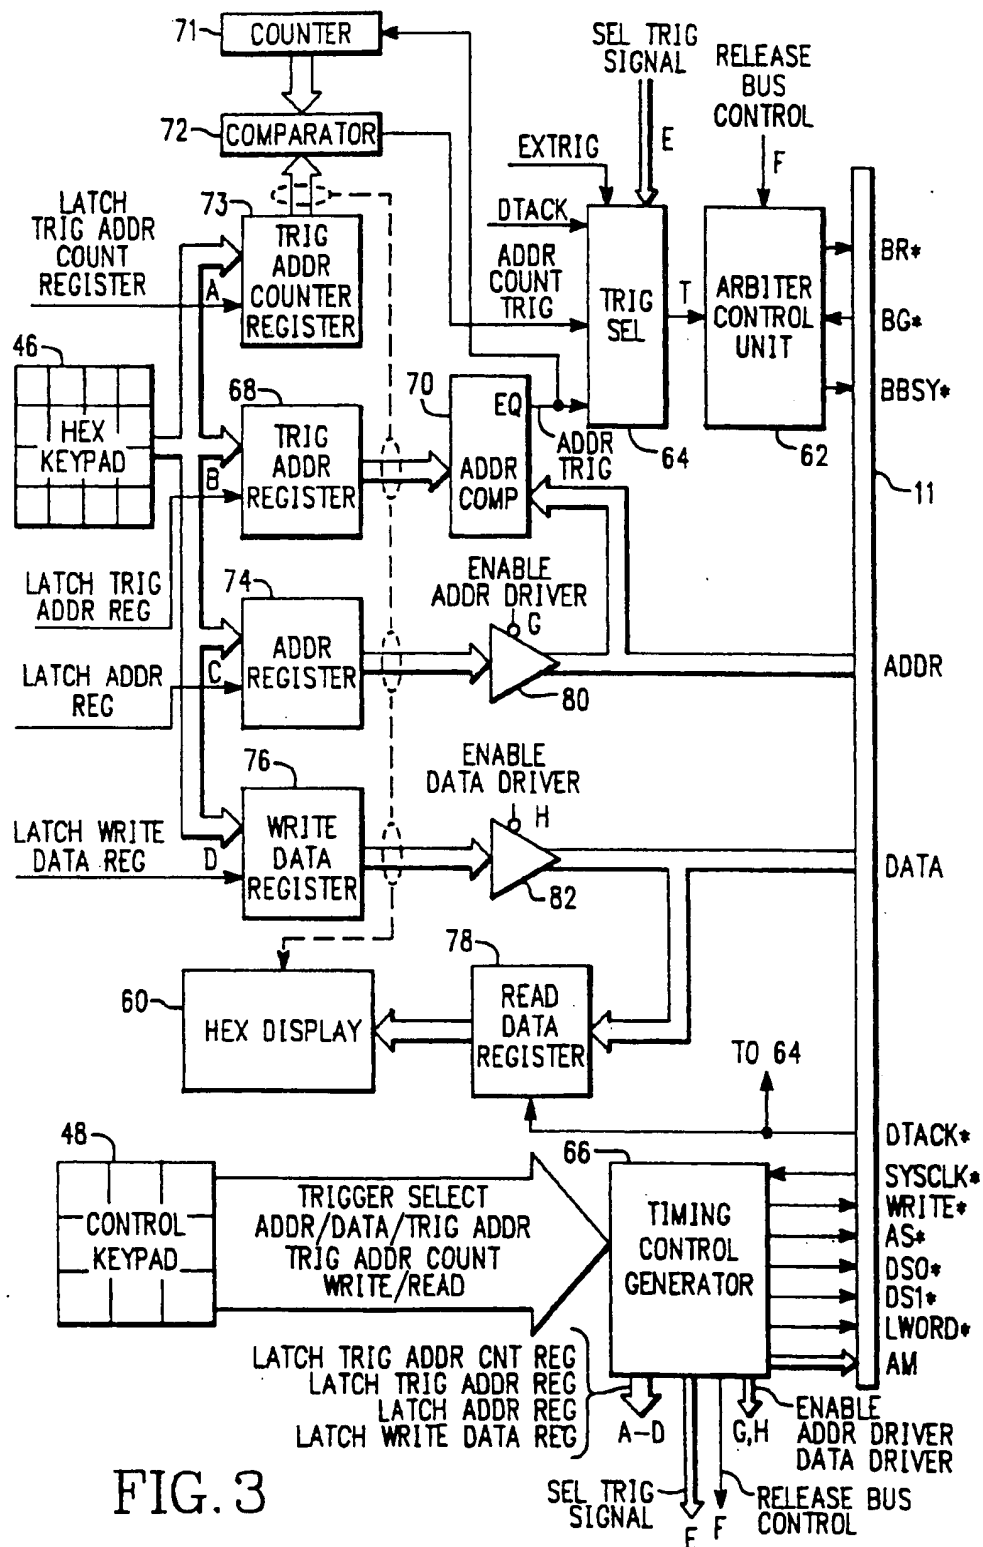 71
COUNTER
72
COMPARATOR
SEL TRIG
SIGNAL
E
RELEASE
BUS
CONTROL
F
EXTRIG
DTACK
ADDR
COUNT
TRIG
LATCH
TRIG ADDR
COUNT
REGISTER
A
73
TRIG
ADDR
COUNTER
REGISTER
TRIG
SEL
64
T
ARBITER
CONTROL
UNIT
62
BR*
BG*
BBSY*
11
46
HEX
KEYPAD
68
TRIG
ADDR
REGISTER
B
70
EQ
ADDR
COMP
ADDR
TRIG
LATCH TRIG
ADDR REG
74
ADDR
REGISTER
C
LATCH ADDR
REG
ENABLE
ADDR DRIVER
G
80
ADDR
76
WRITE
DATA
REGISTER
LATCH WRITE
DATA REG
D
ENABLE
DATA DRIVER
H
82
DATA
60
HEX DISPLAY
78
READ
DATA
REGISTER
TO 64
DTACK*
48
CONTROL
KEYPAD
TRIGGER SELECT
ADDR/DATA/TRIG ADDR
TRIG ADDR COUNT
WRITE/READ
66
TIMING
CONTROL
GENERATOR
SYSCLK*
WRITE*
AS*
DS0*
DS1*
LWORD*
AM
LATCH TRIG ADDR CNT REG
LATCH TRIG ADDR REG
LATCH ADDR REG
LATCH WRITE DATA REG
A-D
G,H
ENABLE
ADDR DRIVER
DATA DRIVER
SEL TRIG
SIGNAL
E
F
RELEASE BUS
CONTROL
FIG. 3